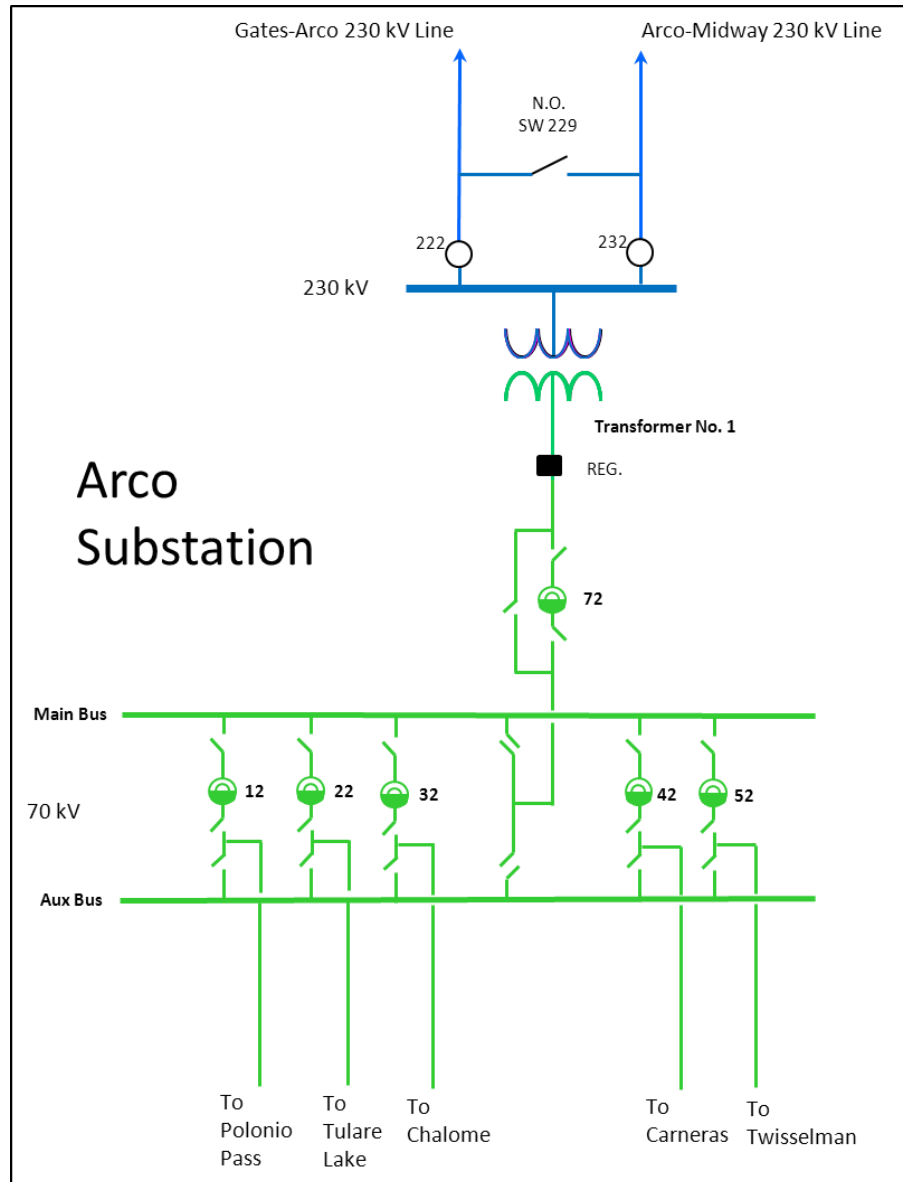 Gates-Arco 230 kV Line
Arco-Midway 230 kV Line
N.O.
SW 229
222
232
230 kV
Transformer No. 1
REG.
Arco
Substation
72
Main Bus
12
22
32
42
52
70 kV
Aux Bus
To
Polonio
Pass
To
Tulare
Lake
To
Chalome
To
Carneras
To
Twisselman